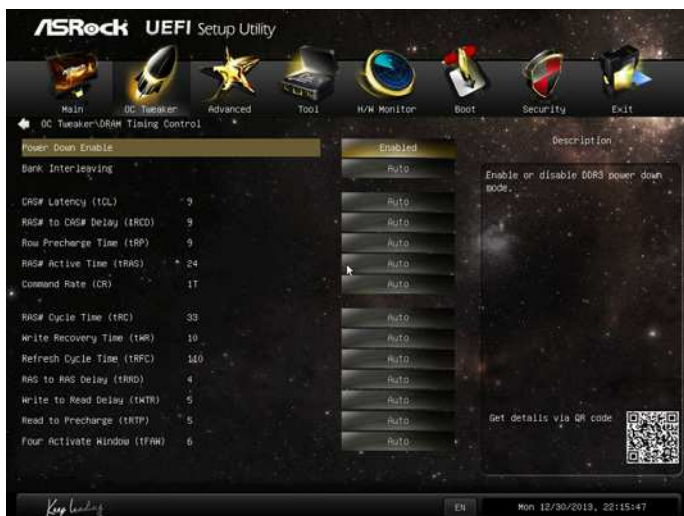 ASRock UEFI Setup Utility
Main OC Tweaker Advanced Tool H/W Monitor Boot Security Exit
OC Tweaker\DRAM Timing Control
Description
Power Down Enable Enabled
Bank Interleaving Auto
Enable or disable DDR3 power down
mode.
CAS# Latency (tCL) 9 Auto
RAS# to CAS# Delay (tRCD) 9 Auto
Row Precharge Time (tRP) 9 Auto
RAS# Active Time (tRAS) 24 Auto
Command Rate (CR) 1T Auto
RAS# Cycle Time (tRC) 33 Auto
Write Recovery Time (tWR) 10 Auto
Refresh Cycle Time (tRFC) 110 Auto
RAS to RAS Delay (tRRD) 4 Auto
Write to Read Delay (tWTR) 5 Auto
Read to Precharge (tRTP) 5 Auto
Four Activate Window (tFAW) 6 Auto
Get details via QR code
Keep leading
EN
Mon 12/30/2013, 22:15:47